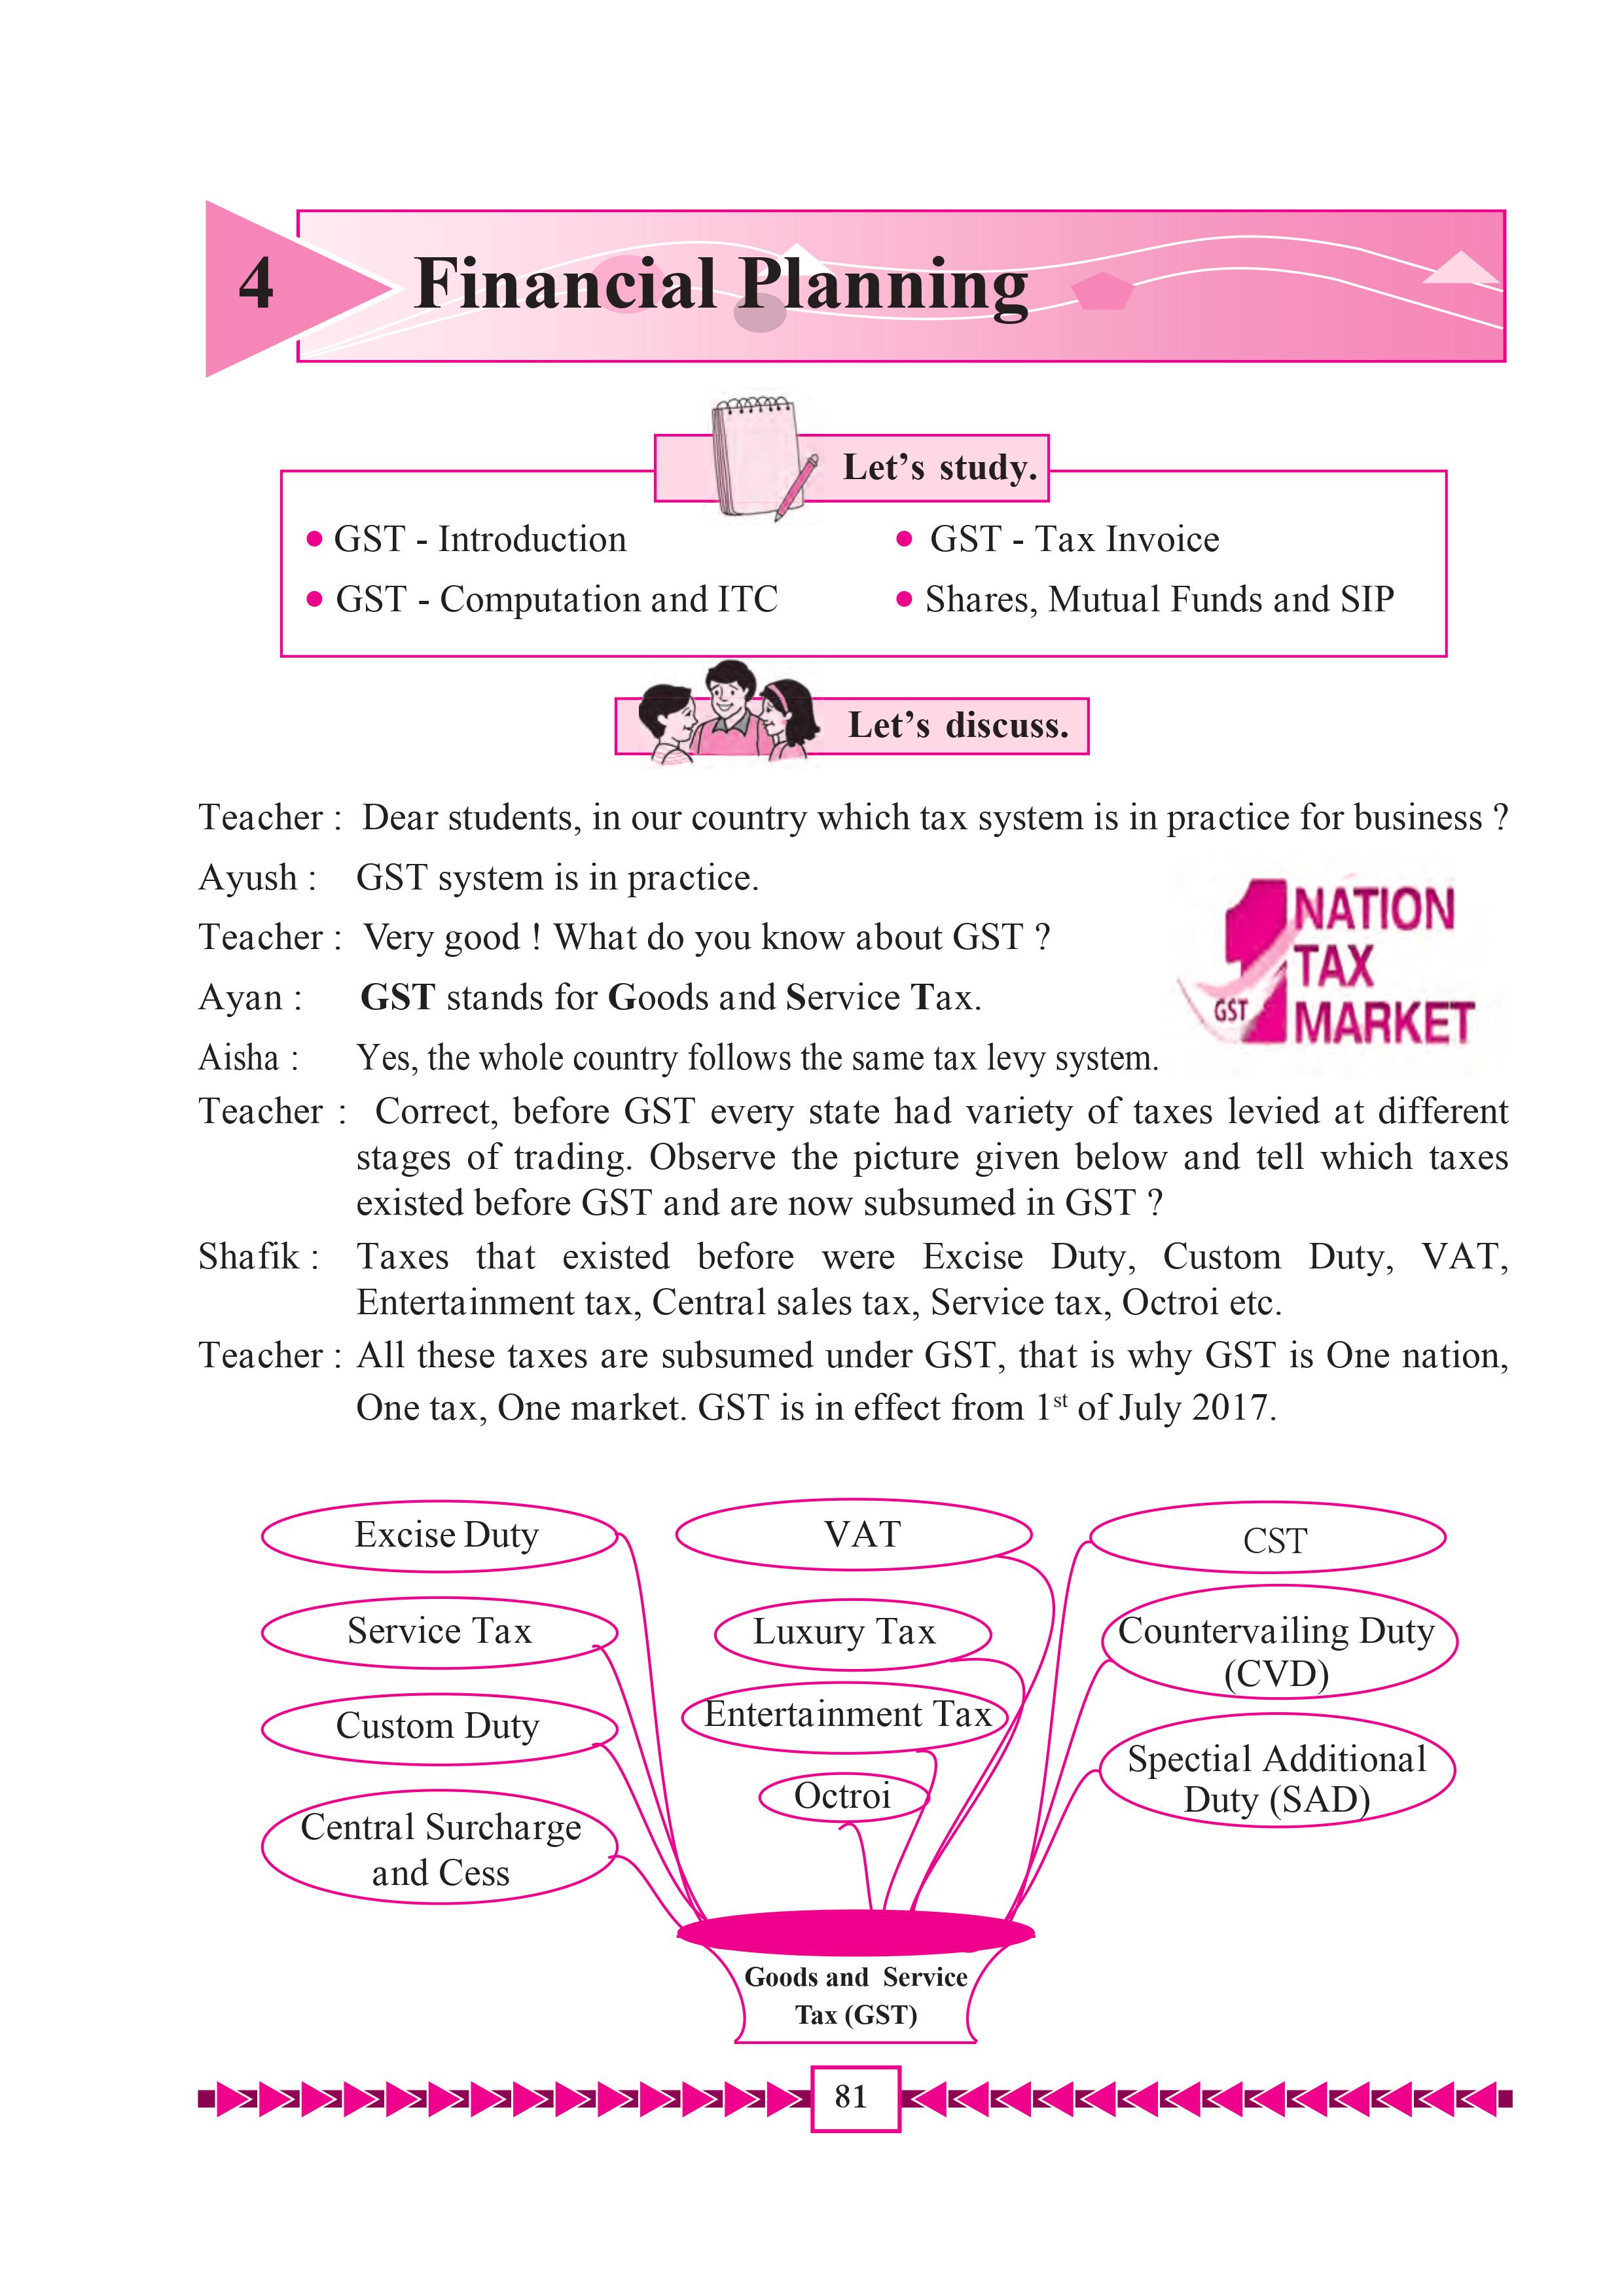 4
Financial Planning
Let’s study.
• GST - Introduction
• GST - Tax Invoice
• GST - Computation and ITC
• Shares, Mutual Funds and SIP
Let’s discuss.
Teacher : Dear students, in our country which tax system is in practice for business ?
Ayush : GST system is in practice.
Teacher : Very good ! What do you know about GST ?
Ayan : GST stands for Goods and Service Tax.
Aisha : Yes, the whole country follows the same tax levy system.
1 NATION
TAX
MARKET
GST
Teacher : Correct, before GST every state had variety of taxes levied at different
stages of trading. Observe the picture given below and tell which taxes
existed before GST and are now subsumed in GST ?
Shafik : Taxes that existed before were Excise Duty, Custom Duty, VAT,
Entertainment tax, Central sales tax, Service tax, Octroi etc.
Teacher : All these taxes are subsumed under GST, that is why GST is One nation,
One tax, One market. GST is in effect from 1st of July 2017.
Excise Duty
Service Tax
Custom Duty
Central Surcharge
and Cess
VAT
Luxury Tax
Entertainment Tax
Octroi
CST
Countervailing Duty
(CVD)
Spectial Additional
Duty (SAD)
Goods and Service
Tax (GST)
81